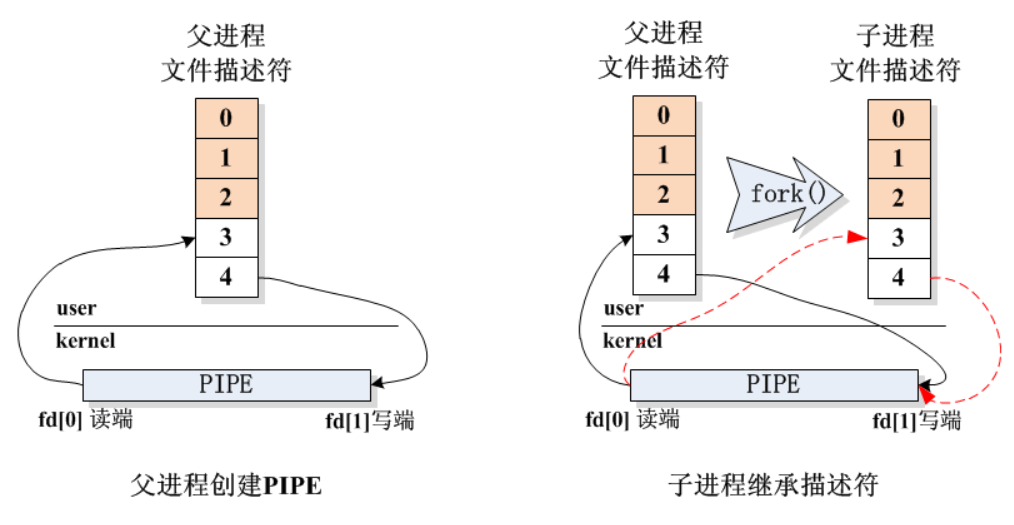 父进程
文件描述符
0
1
2
3
4
user
kernel
PIPE
fd[0] 读端
fd[1]写端
父进程创建PIPE
父进程
文件描述符
子进程
文件描述符
0
1
2
3
4
fork()
0
1
2
3
4
user
kernel
PIPE
fd[0] 读端
fd[1]写端
子进程继承描述符